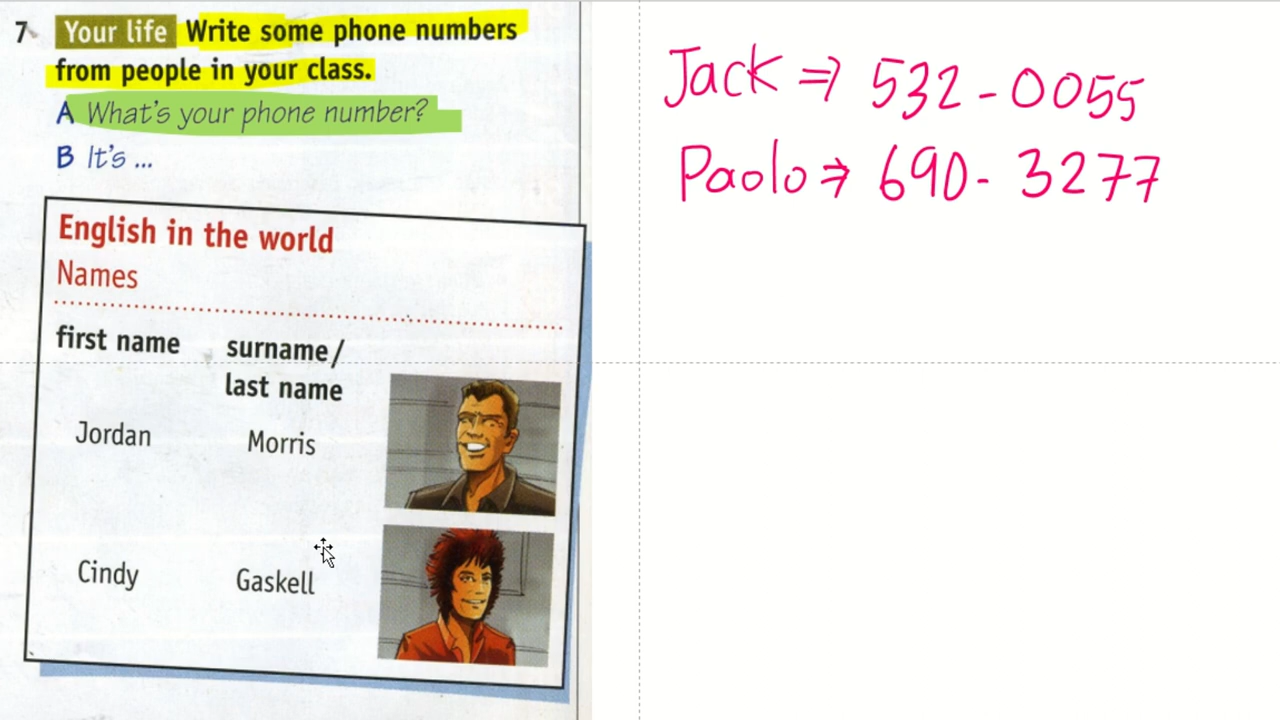 7 Your life Write some phone numbers
from people in your class.
A What's your phone number?
B It's ...
English in the world
Names
first name surname/
last name
Jordan Morris
Cindy Gaskell
Jack ⇒ 532-0055
Paolo ⇒ 690-3277